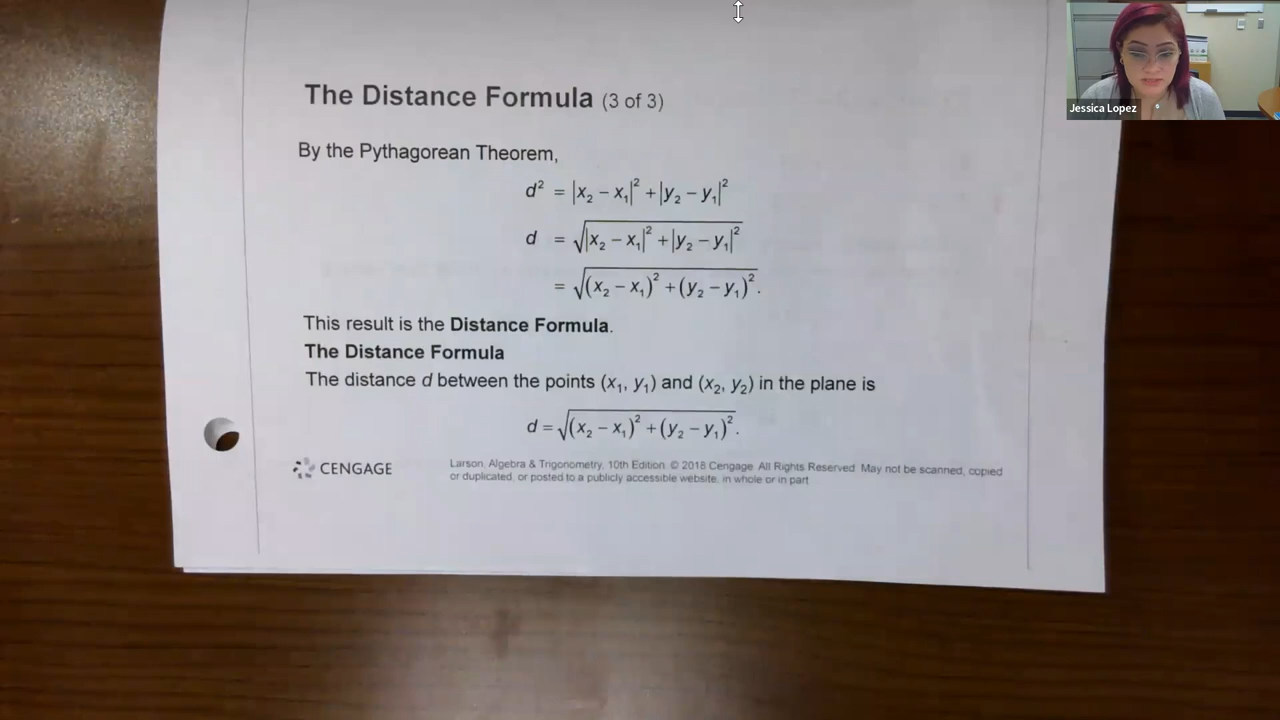 The Distance Formula (3 of 3)
Jessica Lopez
By the Pythagorean Theorem,
d² = |x₂ − x₁|² + |y₂ − y₁|²
d = √|x₂ − x₁|² + |y₂ − y₁|²
= √(x₂ − x₁)² + (y₂ − y₁)².
This result is the Distance Formula.
The Distance Formula
The distance d between the points (x₁, y₁) and (x₂, y₂) in the plane is
d = √(x₂ − x₁)² + (y₂ − y₁)².
CENGAGE
Larson, Algebra & Trigonometry, 10th Edition. © 2018 Cengage. All Rights Reserved. May not be scanned, copied
or duplicated, or posted to a publicly accessible website, in whole or in part.